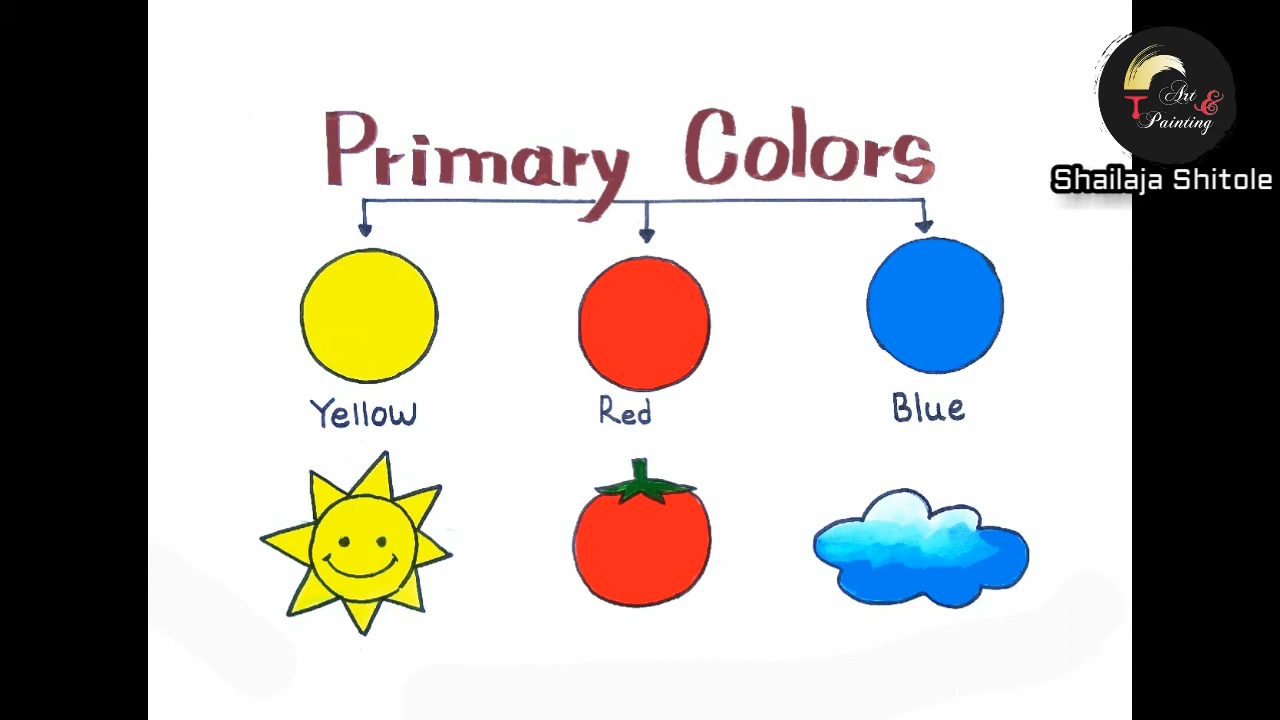 Primary Colors
Yellow
Red
Blue
Art &
Painting
Shailaja Shitole